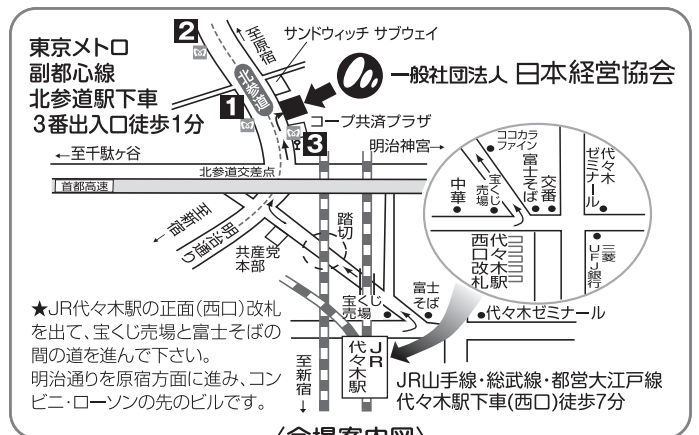 東京メトロ
副都心線
北参道駅下車
3番出入口徒歩1分
2
至原宿
サンドウィッチ サブウェイ
北参道
一般社団法人 日本経営協会
1
コープ共済プラザ
3
←至千駄ヶ谷
明治神宮→
北参道交差点
首都高速
至新宿
明治通り
共産党
本部
踏切
ココカラ
ファイン
代々木
ゼミナール
中華
宝くじ
売場
富士そば
交番
代々木駅
西口改札
三菱
UFJ銀行
宝くじ
売場
富士
そば
代々木ゼミナール
★JR代々木駅の正面(西口)改札
を出て、宝くじ売場と富士そばの
間の道を進んで下さい。
明治通りを原宿方面に進み、コン
ビニ・ローソンの先のビルです。
至新宿
JR
代々木駅
JR山手線・総武線・都営大江戸線
代々木駅下車(西口)徒歩7分
〈会場案内図〉